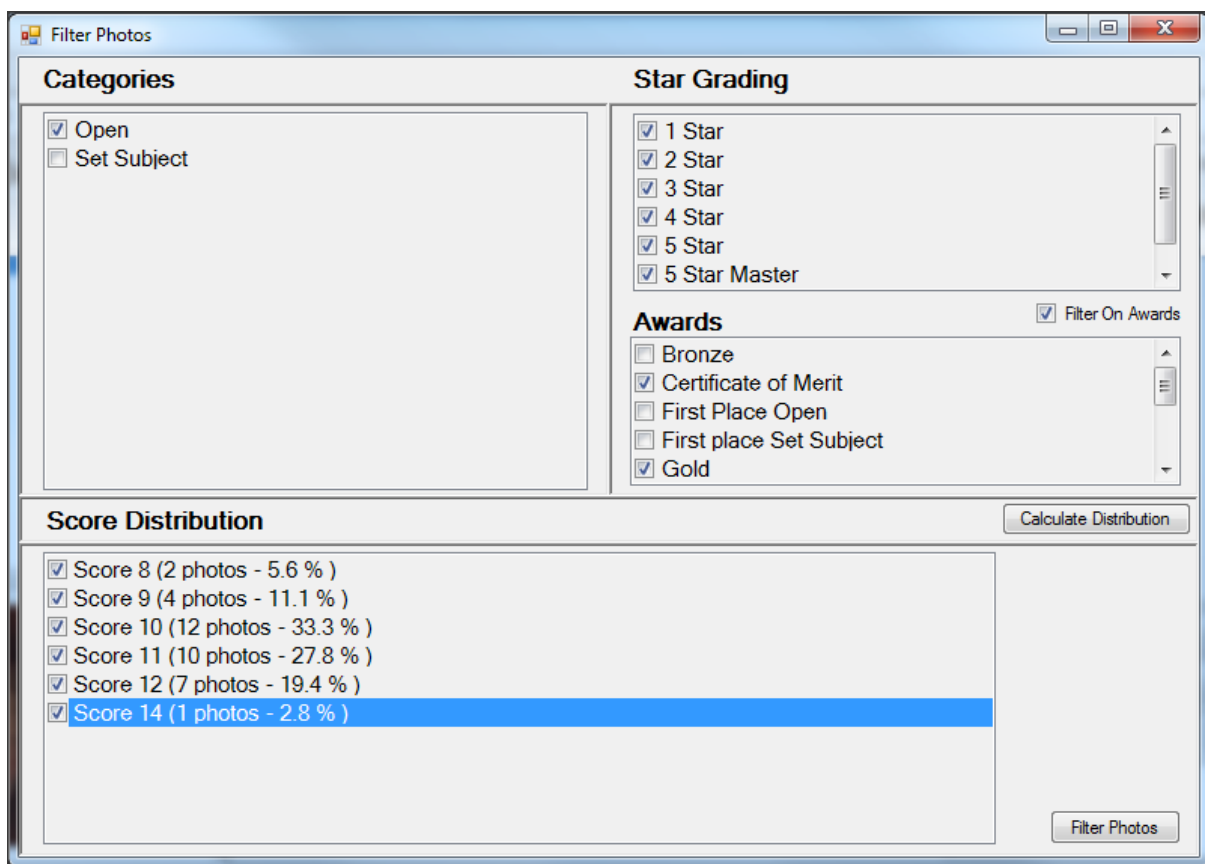 Filter Photos
Categories
Open
Set Subject
Star Grading
1 Star
2 Star
3 Star
4 Star
5 Star
5 Star Master
Awards
Filter On Awards
Bronze
Certificate of Merit
First Place Open
First place Set Subject
Gold
Score Distribution
Calculate Distribution
Score 8 (2 photos - 5.6 % )
Score 9 (4 photos - 11.1 % )
Score 10 (12 photos - 33.3 % )
Score 11 (10 photos - 27.8 % )
Score 12 (7 photos - 19.4 % )
Score 14 (1 photos - 2.8 % )
Filter Photos